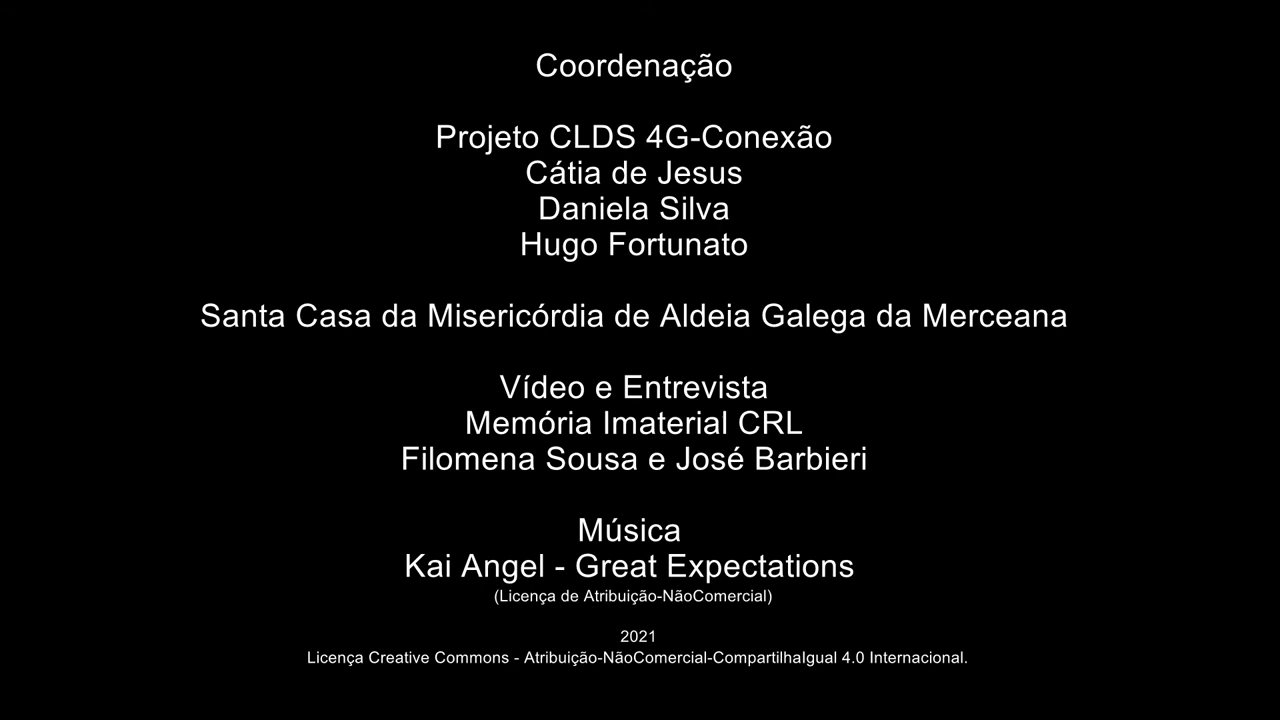 Coordenação
Projeto CLDS 4G-Conexão
Cátia de Jesus
Daniela Silva
Hugo Fortunato
Santa Casa da Misericórdia de Aldeia Galega da Merceana
Vídeo e Entrevista
Memória Imaterial CRL
Filomena Sousa e José Barbieri
Música
Kai Angel - Great Expectations
(Licença de Atribuição-NãoComercial)
2021
Licença Creative Commons - Atribuição-NãoComercial-CompartilhaIgual 4.0 Internacional.